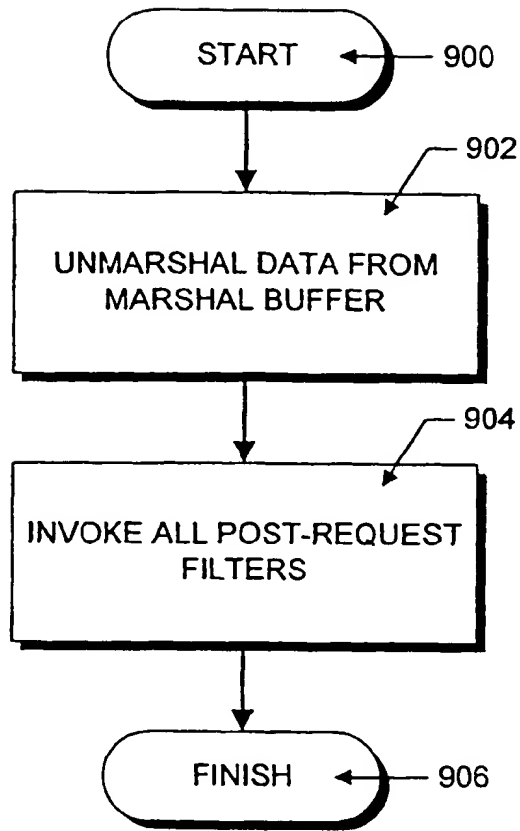 START
900
902
UNMARSHAL DATA FROM
MARSHAL BUFFER
904
INVOKE ALL POST-REQUEST
FILTERS
FINISH
906